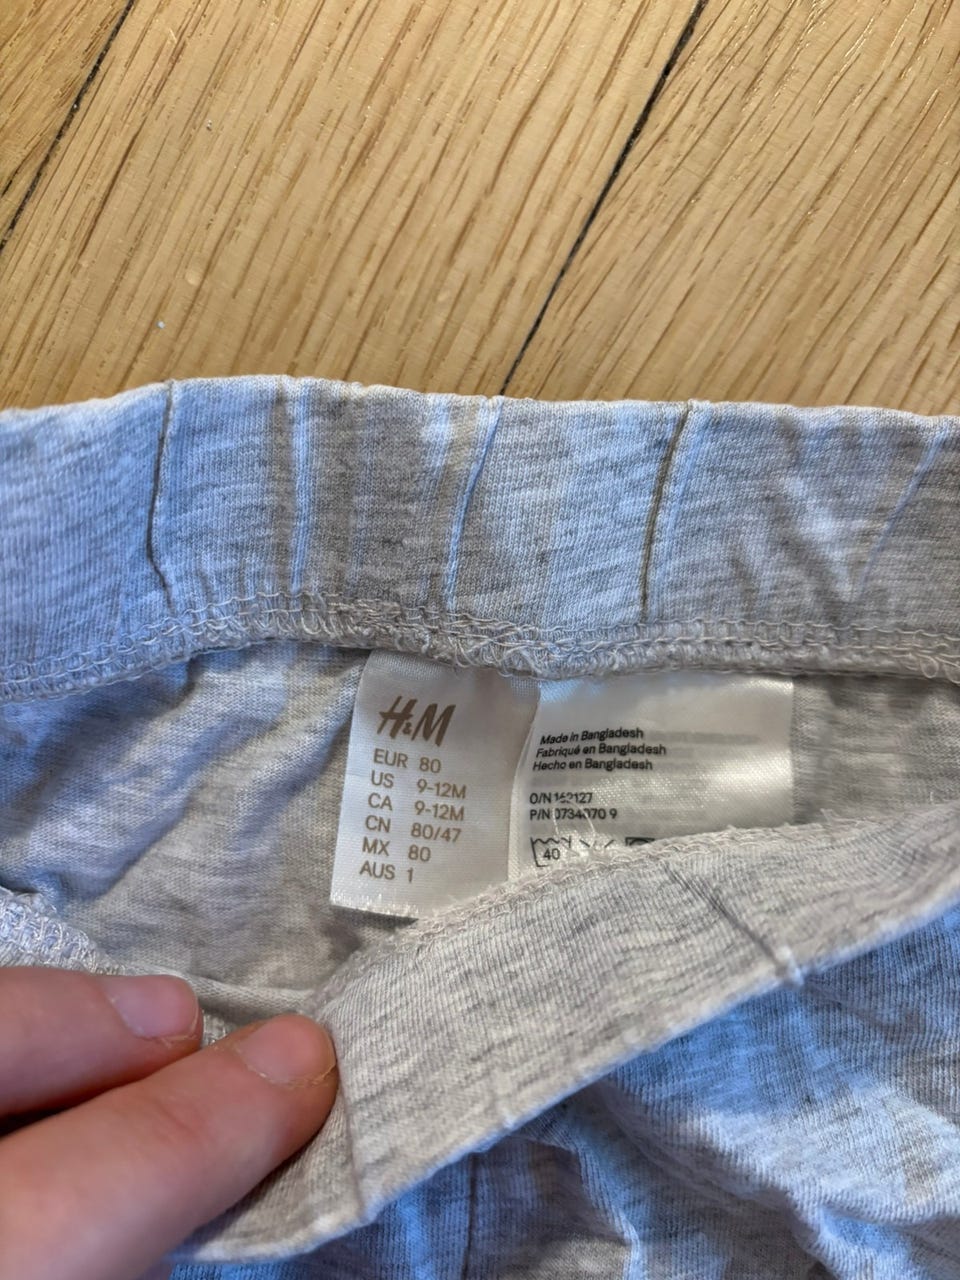 H&M
EUR 80
US 9-12M
CA 9-12M
CN 80/47
MX 80
AUS 1
Made in Bangladesh
Fabriqué en Bangladesh
Hecho en Bangladesh
O/N
P/N 9
40